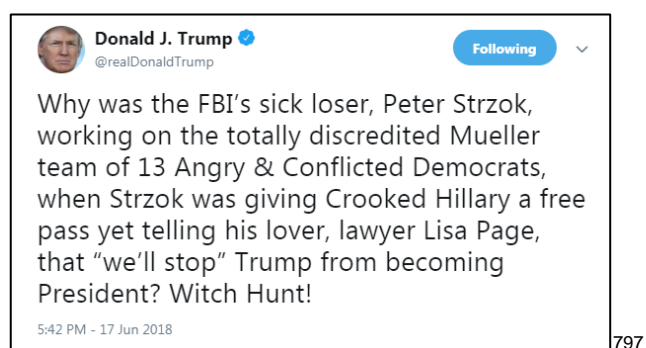 Donald J. Trump
Following
@realDonaldTrump
Why was the FBI's sick loser, Peter Strzok,
working on the totally discredited Mueller
team of 13 Angry & Conflicted Democrats,
when Strzok was giving Crooked Hillary a free
pass yet telling his lover, lawyer Lisa Page,
that “we'll stop” Trump from becoming
President? Witch Hunt!
5:42 PM - 17 Jun 2018
797